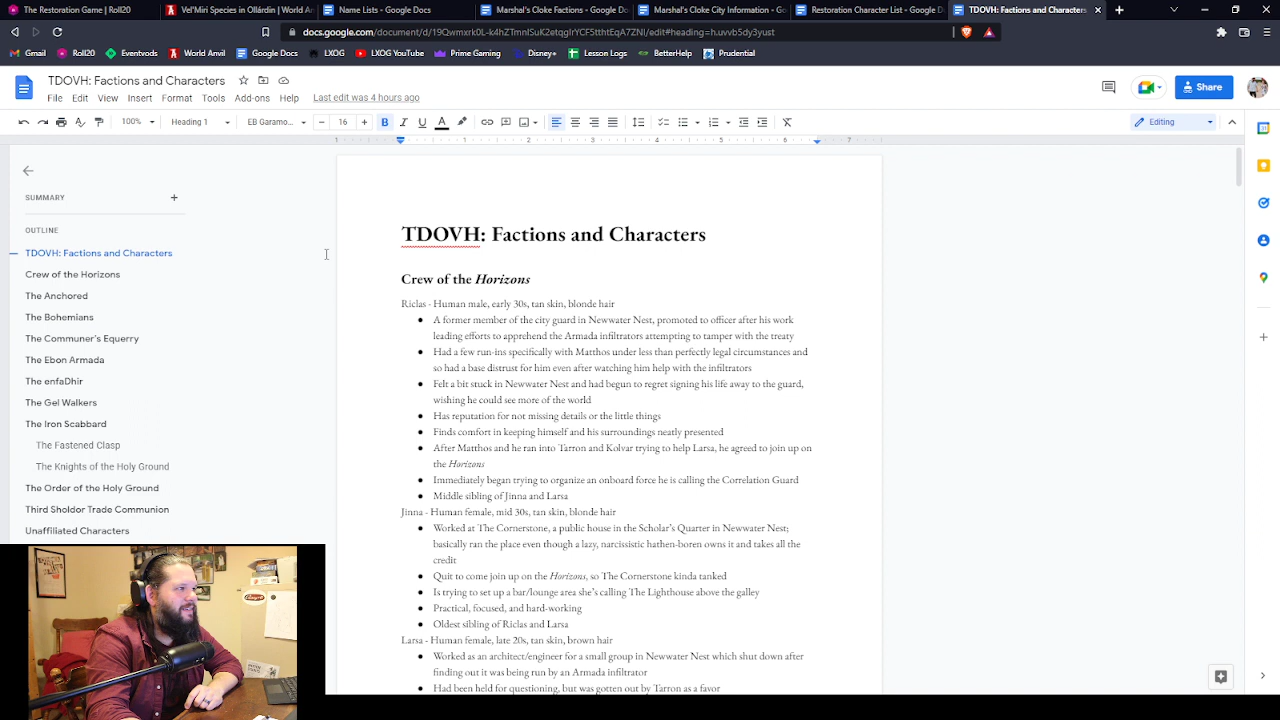 The Restoration Game | Roll20
Vel'Miri Species in Ollárdin | World An
Name Lists - Google Docs
Marshal's Cloke Factions - Google Do
Marshal's Cloke City Information - Go
Restoration Character List - Google D
TDOVH: Factions and Characters
Gmail
Roll20
Eventrods
World Anvil
Google Docs
LXOG
LXOG YouTube
Prime Gaming
Disney+
Lesson Logs
BetterHelp
Prudential
TDOVH: Factions and Characters
File Edit View Insert Format Tools Add-ons Help Last edit was 4 hours ago
Share
100% Heading 1 EB Garamo... 16 B I U A Editing
SUMMARY
OUTLINE
TDOVH: Factions and Characters
Crew of the Horizons
The Anchored
The Bohemians
The Communer's Equerry
The Ebon Armada
The enfaDhir
The Gel Walkers
The Iron Scabbard
The Fastened Clasp
The Knights of the Holy Ground
The Order of the Holy Ground
Third Sholdor Trade Communion
Unaffiliated Characters
TDOVH: Factions and Characters
Crew of the Horizons
Riclas - Human male, early 30s, tan skin, blonde hair
● A former member of the city guard in Newwater Nest, promoted to officer after his work
leading efforts to apprehend the Armada infiltrators attempting to tamper with the treaty
● Had a few run-ins specifically with Matthos under less than perfectly legal circumstances and
so had a base distrust for him even after watching him help with the infiltrators
● Felt a bit stuck in Newwater Nest and had begun to regret signing his life away to the guard,
wishing he could see more of the world
● Has reputation for not missing details or the little things
● Finds comfort in keeping himself and his surroundings neatly presented
● After Matthos and he ran into Tarron and Kolvar trying to help Larsa, he agreed to join up on
the Horizons
● Immediately began trying to organize an onboard force he is calling the Correlation Guard
● Middle sibling of Jinna and Larsa
Jinna - Human female, mid 30s, tan skin, blonde hair
● Worked at The Cornerstone, a public house in the Scholar's Quarter in Newwater Nest;
basically ran the place even though a lazy, narcissistic hathen-boren owns it and takes all the
credit
● Quit to come join up on the Horizons, so The Cornerstone kinda tanked
● Is trying to set up a bar/lounge area she's calling The Lighthouse above the galley
● Practical, focused, and hard-working
● Oldest sibling of Riclas and Larsa
Larsa - Human female, late 20s, tan skin, brown hair
● Worked as an architect/engineer for a small group in Newwater Nest which shut down after
finding out it was being run by an Armada infiltrator
● Had been held for questioning, but was gotten out by Tarron as a favor